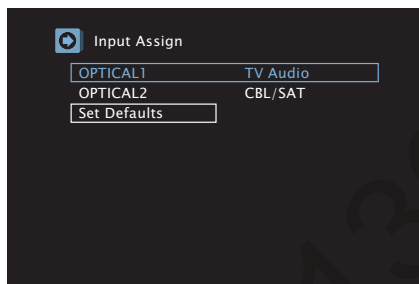 Input Assign
OPTICAL1 TV Audio
OPTICAL2 CBL/SAT
Set Defaults